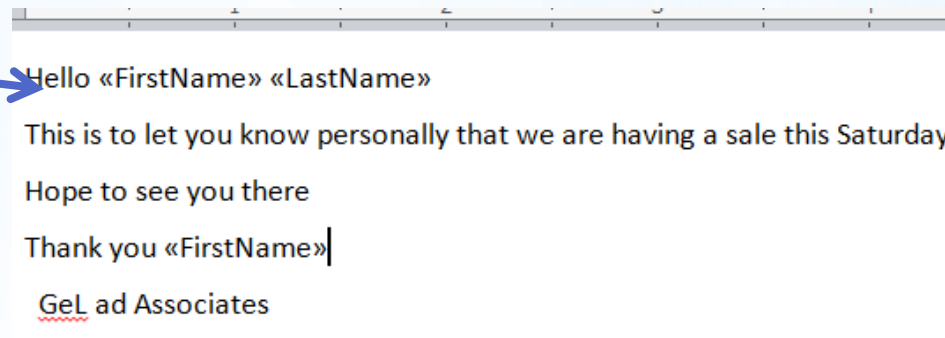 Hello «FirstName» «LastName»
This is to let you know personally that we are having a sale this Saturday
Hope to see you there
Thank you «FirstName»
GeL ad Associates